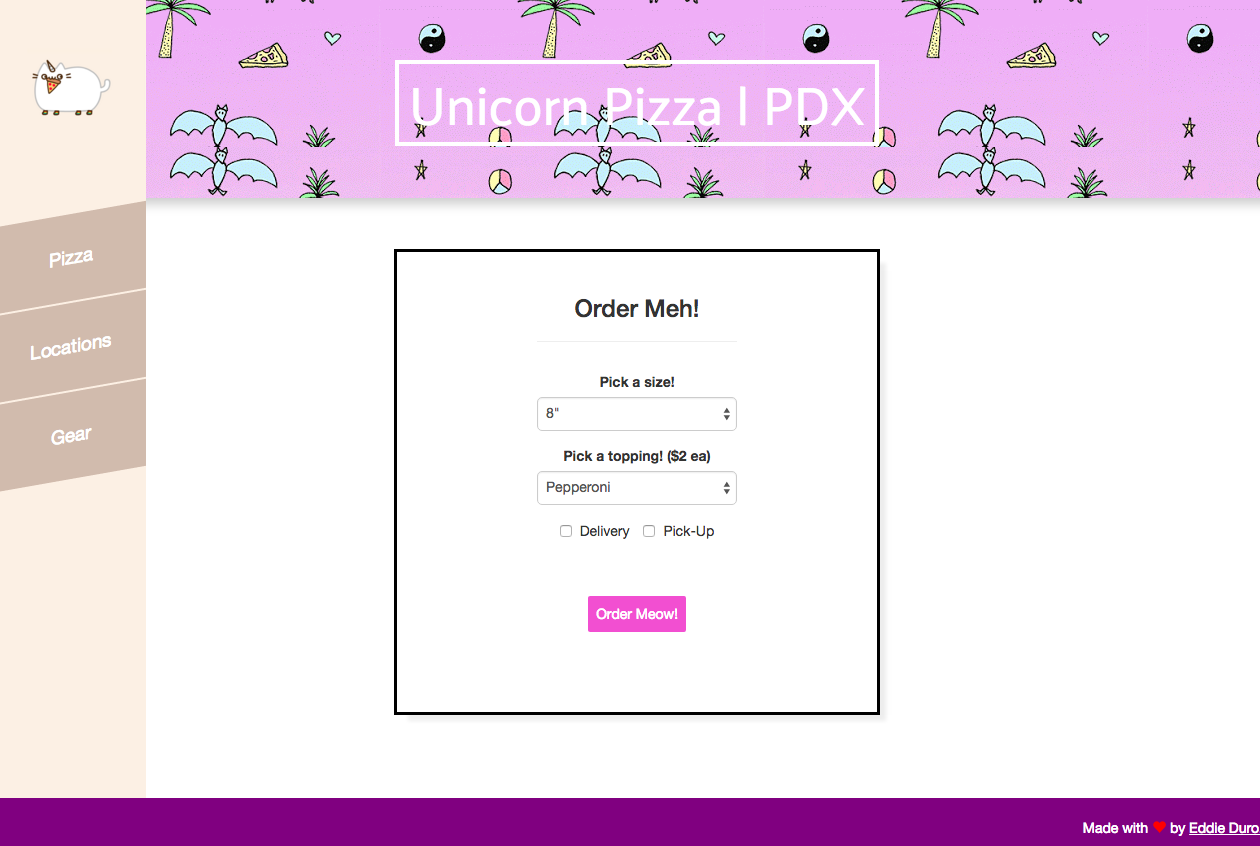 Unicorn Pizza | PDX
Pizza
Locations
Gear
Order Meh!
Pick a size!
8"
Pick a topping! ($2 ea)
Pepperoni
Delivery Pick-Up
Order Meow!
Made with ❤ by Eddie Duro